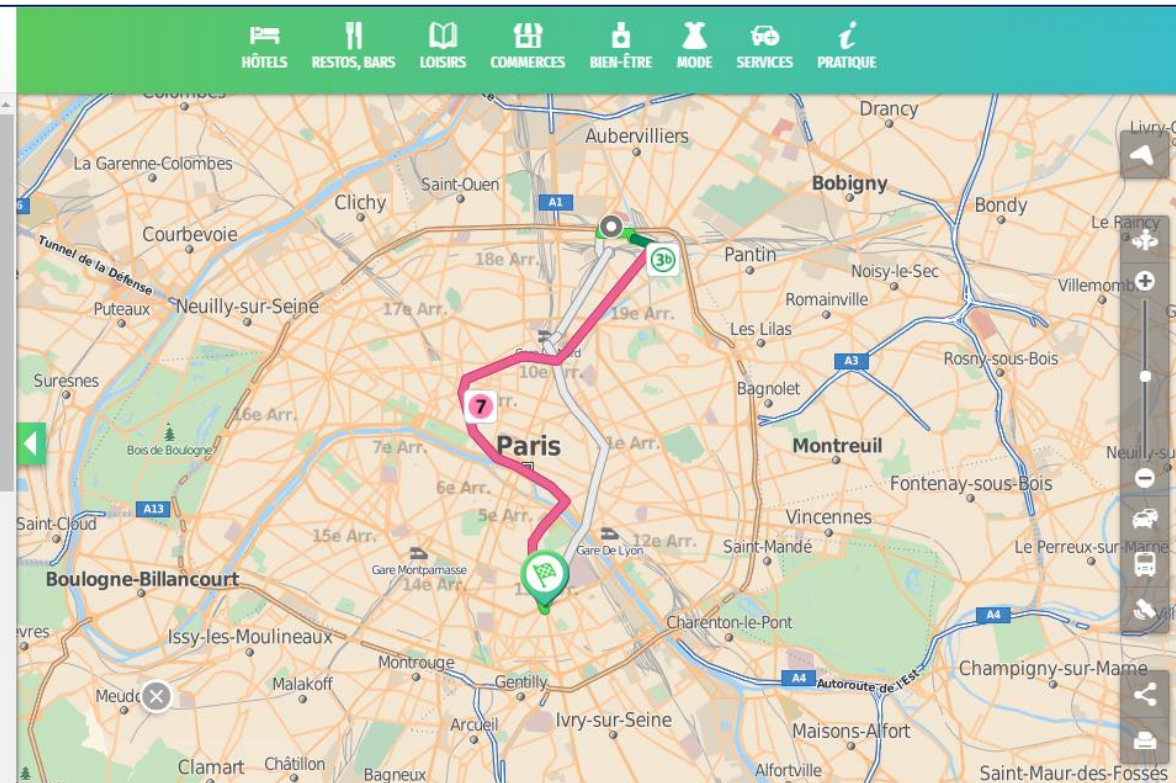 HÔTELS
RESTOS, BARS
LOISIRS
COMMERCES
BIEN-ÊTRE
MODE
SERVICES
PRATIQUE
Drancy
Aubervilliers
La Garenne-Colombes
Saint-Ouen
Bobigny
Clichy
A1
Bondy
Courbevoie
Le Raincy
Tunnel de la Défense
18e Arr.
3b
Pantin
Noisy-le-Sec
Puteaux
Neuilly-sur-Seine
17e Arr.
19e Arr.
Romainville
Les Lilas
A3
Rosny-sous-Bois
10e Arr.
Suresnes
Bagnolet
16e Arr.
7
Bois de Boulogne
7e Arr.
Paris
Montreuil
6e Arr.
Fontenay-sous-Bois
A13
5e Arr.
Vincennes
Saint-Cloud
15e Arr.
Gare De Lyon
12e Arr.
Saint-Mandé
Le Perreux-sur-Marne
Gare Montparnasse
14e Arr.
Boulogne-Billancourt
A4
Charenton-le-Pont
Issy-les-Moulineaux
Montrouge
Champigny-sur-Marne
Malakoff
Gentilly
A4
Autoroute de l'Est
Arcueil
Ivry-sur-Seine
Maisons-Alfort
Clamart
Châtillon
Bagneux
Alfortville
Saint-Maur-des-Fossés